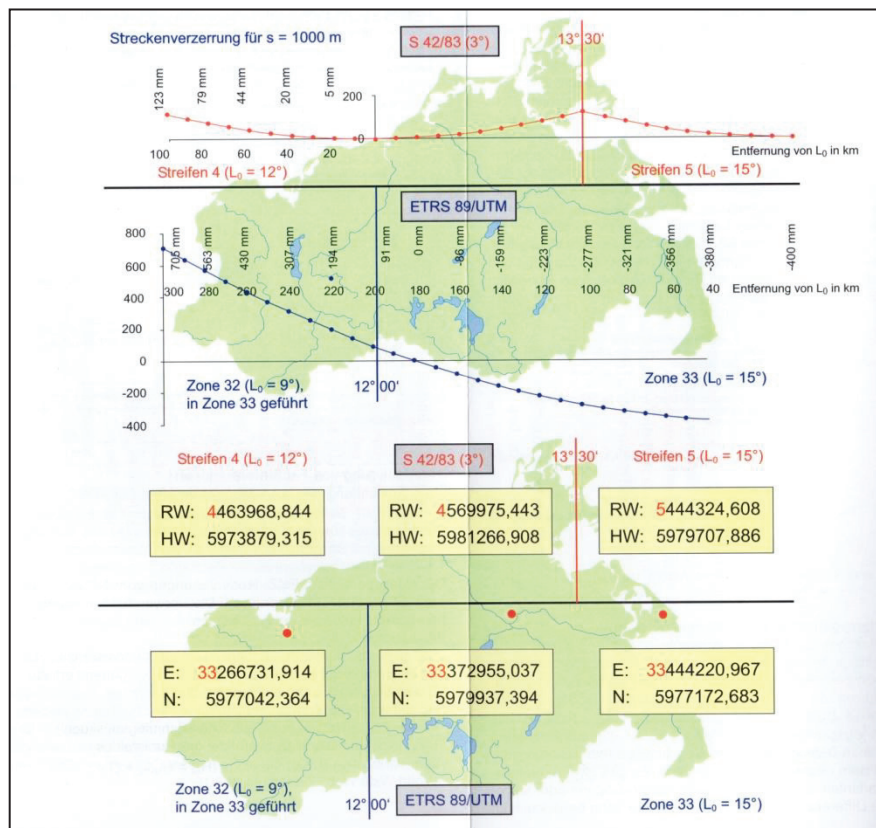 Streckenverzerrung für s = 1000 m
S 42/83 (3°)
13° 30'
123 mm
79 mm
44 mm
20 mm
5 mm
200
0
100 80 60 40 20
Entfernung von L₀ in km
Streifen 4 (L₀ = 12°)
Streifen 5 (L₀ = 15°)
ETRS 89/UTM
800
600
400
200
0
-200
-400
705 mm
563 mm
430 mm
307 mm
194 mm
91 mm
0 mm
-86 mm
-159 mm
-223 mm
-277 mm
-321 mm
-356 mm
-380 mm
-400 mm
300 280 260 240 220 200 180 160 140 120 100 80 60 40
Entfernung von L₀ in km
Zone 32 (L₀ = 9°),
in Zone 33 geführt
12° 00'
Zone 33 (L₀ = 15°)
Streifen 4 (L₀ = 12°)
S 42/83 (3°)
13° 30'
Streifen 5 (L₀ = 15°)
RW: 4463968,844
HW: 5973879,315
RW: 4569975,443
HW: 5981266,908
RW: 5444324,608
HW: 5979707,886
E: 33266731,914
N: 5977042,364
E: 33372955,037
N: 5979937,394
E: 33444220,967
N: 5977172,683
Zone 32 (L₀ = 9°),
in Zone 33 geführt
12° 00'
ETRS 89/UTM
Zone 33 (L₀ = 15°)